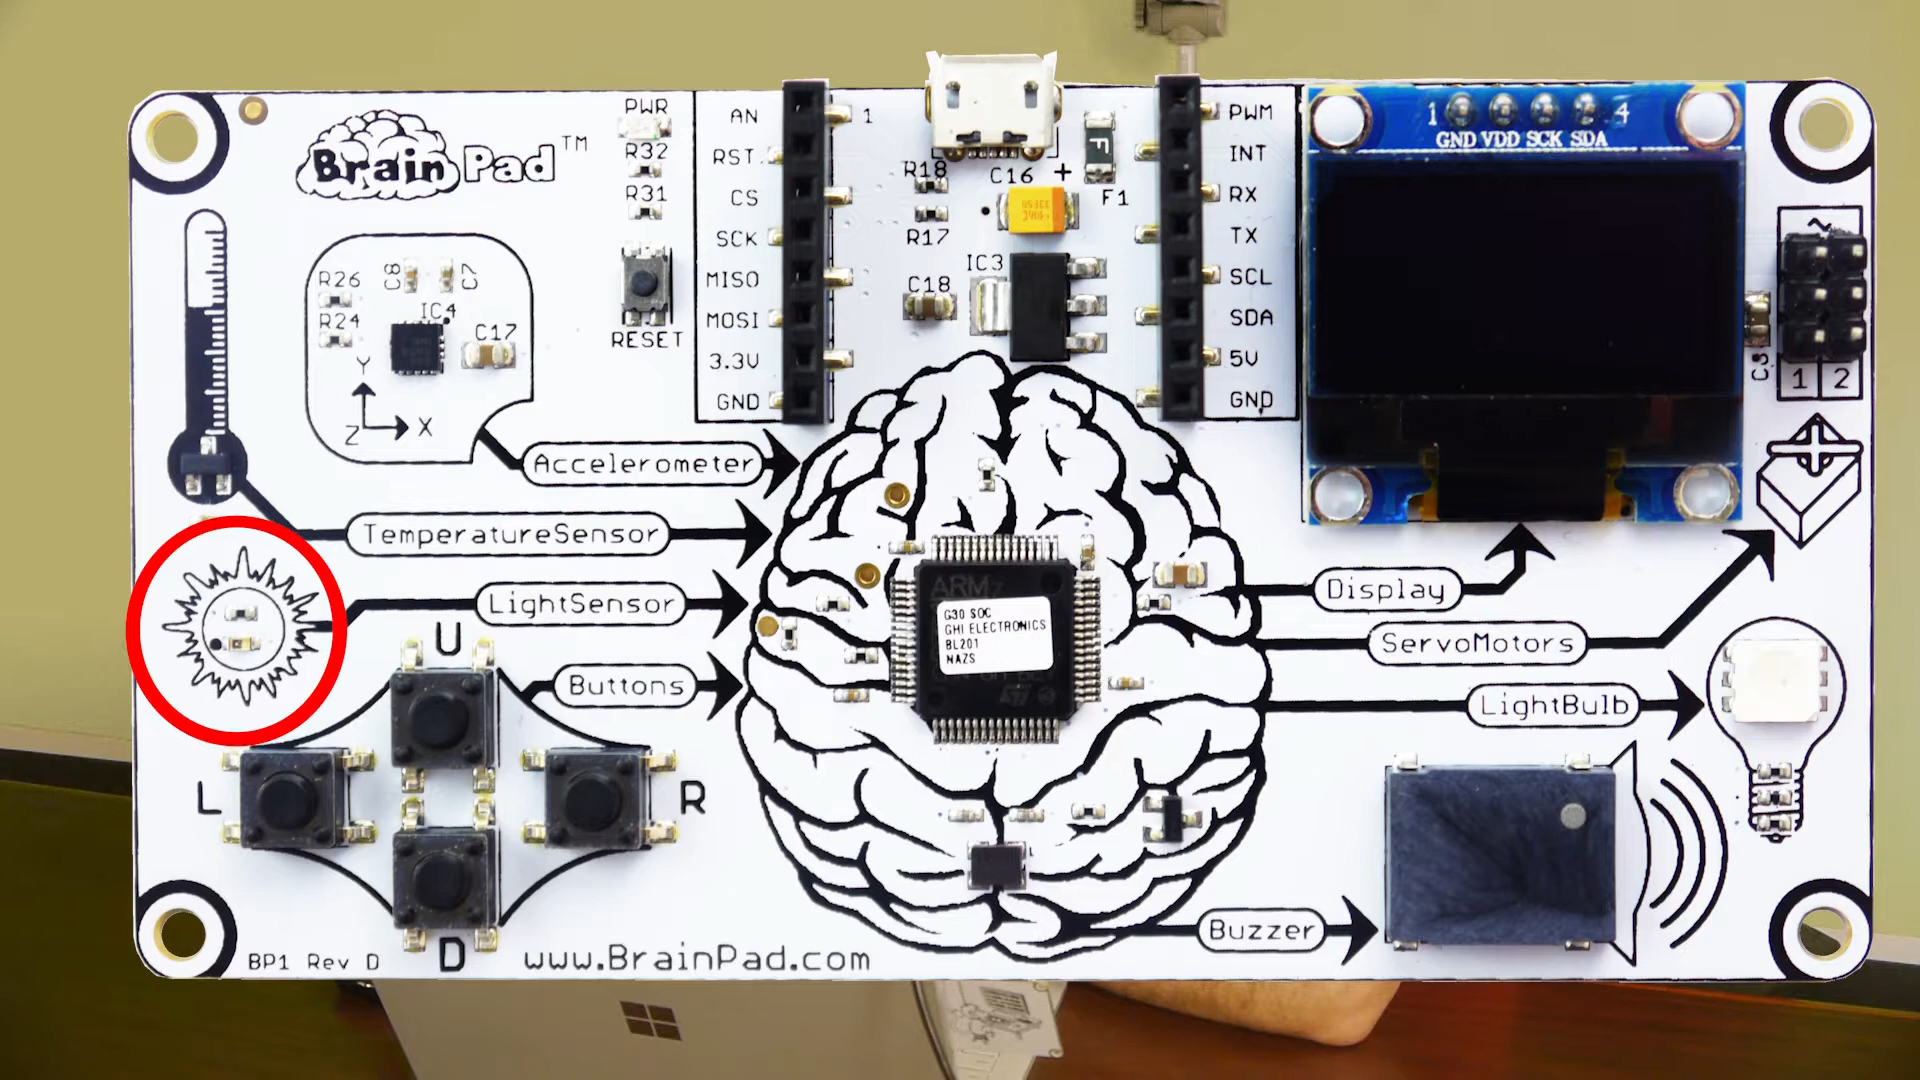 BrainPad™
PWR
R32
R31
RESET
AN
RST
CS
SCK
MISO
MOSI
3.3V
GND
1
R18
R17
C16
+
F
F1
C18
IC3
PWM
INT
RX
TX
SCL
SDA
5V
GND
1
4
GND VDD SCK SDA
2
1 2
R26
R24
C8
C7
IC4
C17
Y
Z
X
Accelerometer
TemperatureSensor
LightSensor
Buttons
U
L
R
D
ARM7
G30 SOC
GHI ELECTRONICS
BL201
NAZS
Display
ServoMotors
LightBulb
Buzzer
BP1 Rev D
www.BrainPad.com